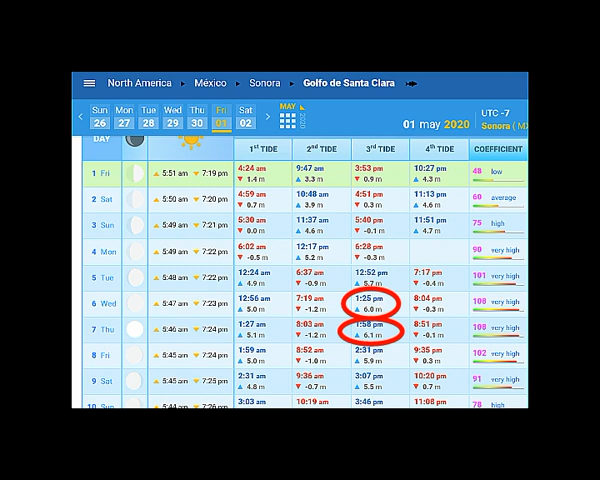 North America ▸ México ▸ Sonora ▸ Golfo de Santa Clara
Sun Mon Tue Wed Thu Fri Sat
26 27 28 29 30 01 02
MAY 2020
01 may 2020
UTC -7
Sonora ( M
DAY 1ST TIDE 2ND TIDE 3RD TIDE 4TH TIDE COEFFICIENT
1 Fri ▲ 5:51 am ▼ 7:19 pm 4:24 am ▼ 1.4 m 9:47 am ▲ 3.3 m 3:53 pm ▼ 0.9 m 10:27 pm ▲ 4.3 m 48 low
2 Sat ▲ 5:50 am ▼ 7:20 pm 4:59 am ▼ 0.7 m 10:48 am ▲ 3.9 m 4:51 pm ▼ 0.3 m 11:13 pm ▲ 4.6 m 60 average
3 Sun ▲ 5:49 am ▼ 7:21 pm 5:30 am ▼ 0.0 m 11:37 am ▲ 4.6 m 5:40 pm ▼ -0.1 m 11:51 pm ▲ 4.7 m 75 high
4 Mon ▲ 5:49 am ▼ 7:22 pm 6:02 am ▼ -0.5 m 12:17 pm ▲ 5.2 m 6:28 pm ▼ -0.3 m 90 very high
5 Tue ▲ 5:48 am ▼ 7:22 pm 12:24 am ▲ 4.9 m 6:37 am ▼ -0.9 m 12:52 pm ▲ 5.7 m 7:17 pm ▼ -0.4 m 101 very high
6 Wed ▲ 5:47 am ▼ 7:23 pm 12:56 am ▲ 5.0 m 7:19 am ▼ -1.2 m 1:25 pm ▲ 6.0 m 8:04 pm ▼ -0.3 m 108 very high
7 Thu ▲ 5:46 am ▼ 7:24 pm 1:27 am ▲ 5.1 m 8:03 am ▼ -1.2 m 1:58 pm ▲ 6.1 m 8:51 pm ▼ -0.1 m 108 very high
8 Fri ▲ 5:45 am ▼ 7:24 pm 1:59 am ▲ 5.0 m 8:52 am ▼ -1.0 m 2:31 pm ▲ 5.9 m 9:35 pm ▼ 0.3 m 102 very high
9 Sat ▲ 5:45 am ▼ 7:25 pm 2:31 am ▲ 4.8 m 9:36 am ▼ -0.7 m 3:07 pm ▲ 5.5 m 10:20 pm ▼ 0.7 m 91 very high
10 Sun ▲ 5:44 am ▼ 7:26 pm 3:03 am 10:19 am 3:46 pm 11:08 pm 78 high